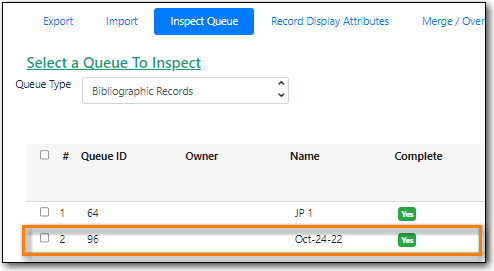 Export Import Inspect Queue Record Display Attributes Merge / Over
Select a Queue To Inspect
Queue Type Bibliographic Records
# Queue ID Owner Name Complete
1 64 JP 1 Yes
2 96 Oct-24-22 Yes